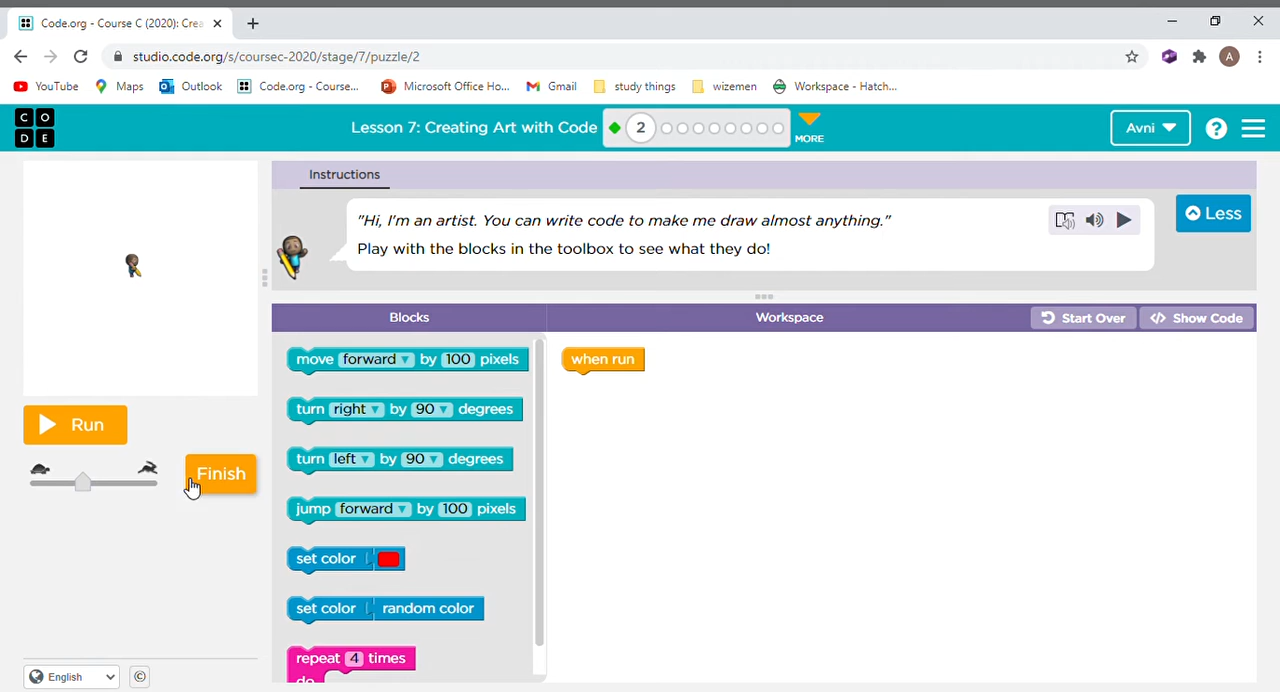 Code.org - Course C (2020): Crea
studio.code.org/s/coursec-2020/stage/7/puzzle/2
A
YouTube Maps Outlook Code.org - Course... Microsoft Office Ho... Gmail study things wizemen Workspace - Hatch...
CODE
Lesson 7: Creating Art with Code 2 MORE Avni ?
Instructions
"Hi, I'm an artist. You can write code to make me draw almost anything."
Play with the blocks in the toolbox to see what they do!
Less
Blocks Workspace Start Over Show Code
move forward by 100 pixels
when run
turn right by 90 degrees
Run
turn left by 90 degrees
Finish
jump forward by 100 pixels
set color
set color random color
repeat 4 times
do
English ©